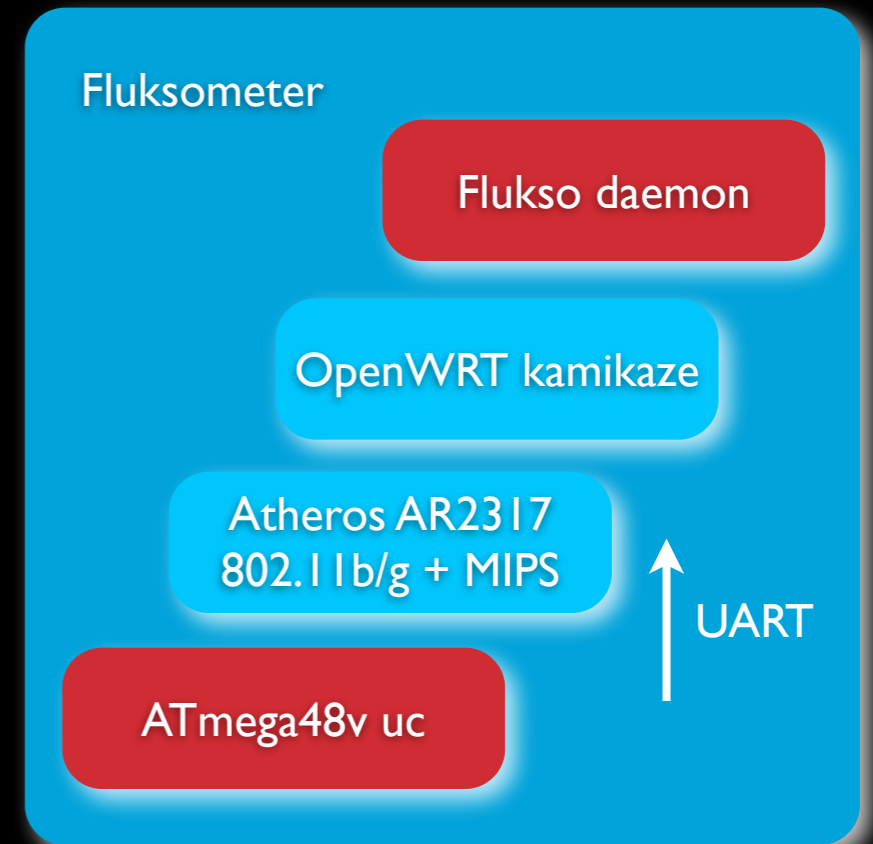 Fluksometer
Flukso daemon
OpenWRT kamikaze
Atheros AR2317
802.11b/g + MIPS
UART
ATmega48v uc